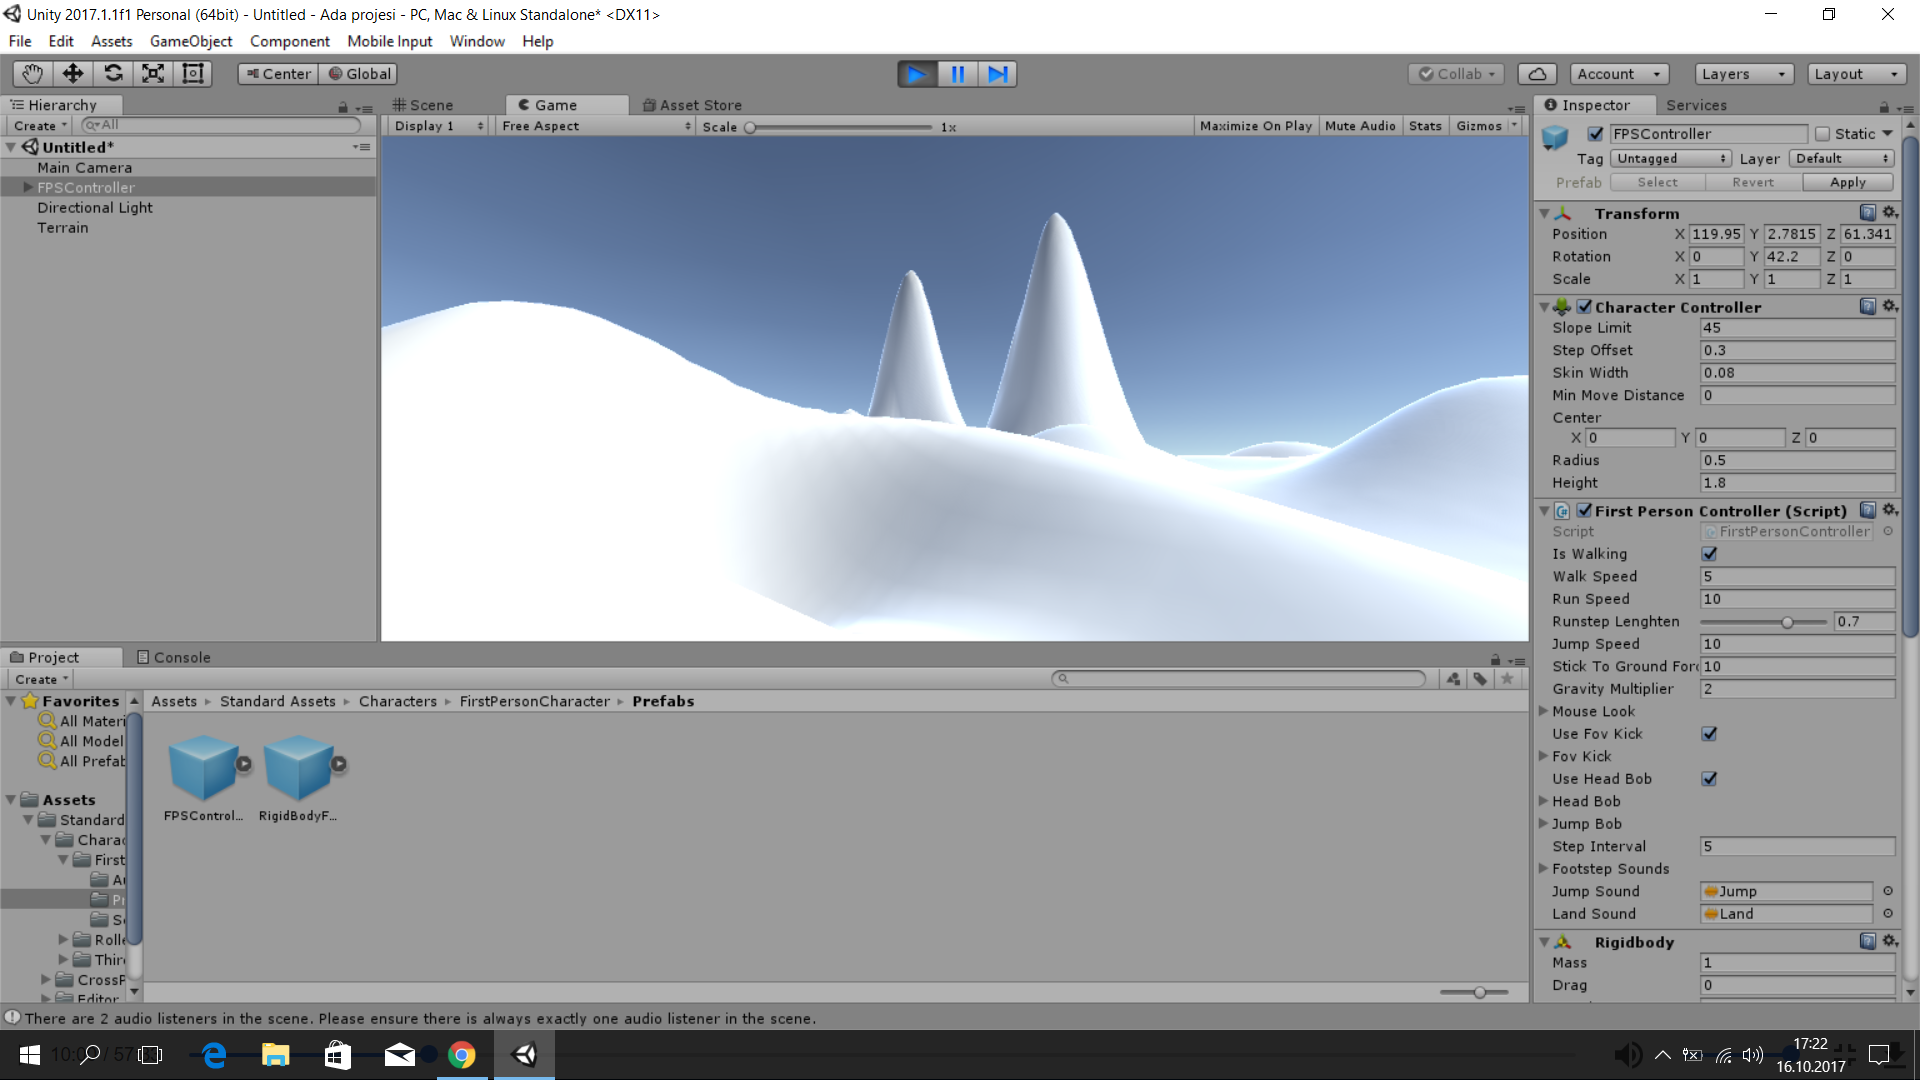 Unity 2017.1.1f1 Personal (64bit) - Untitled - Ada projesi - PC, Mac & Linux Standalone* <DX11>
File Edit Assets GameObject Component Mobile Input Window Help
Center Global Collab Account Layers Layout
Hierarchy Scene Game Asset Store Inspector Services
Create All Display 1 Free Aspect Scale 1x Maximize On Play Mute Audio Stats Gizmos
Untitled*
Main Camera
FPSController
Directional Light
Terrain
FPSController Static
Tag Untagged Layer Default
Prefab Select Revert Apply
Transform
Position X 119.95 Y 2.7815 Z 61.341
Rotation X 0 Y 42.2 Z 0
Scale X 1 Y 1 Z 1
Character Controller
Slope Limit 45
Step Offset 0.3
Skin Width 0.08
Min Move Distance 0
Center
X 0 Y 0 Z 0
Radius 0.5
Height 1.8
First Person Controller (Script)
Script FirstPersonController
Is Walking
Walk Speed 5
Run Speed 10
Runstep Lenghten 0.7
Jump Speed 10
Stick To Ground Forc 10
Gravity Multiplier 2
Mouse Look
Use Fov Kick
Fov Kick
Use Head Bob
Head Bob
Jump Bob
Step Interval 5
Footstep Sounds
Jump Sound Jump
Land Sound Land
Rigidbody
Mass 1
Drag 0
Project Console
Create
Favorites
All Materi
All Model
All Prefab
Assets
Standard
Charac
First
Au
Pr
Sc
Rolle
Third
CrossP
Editor
Assets Standard Assets Characters FirstPersonCharacter Prefabs
FPSControl... RigidBodyF...
There are 2 audio listeners in the scene. Please ensure there is always exactly one audio listener in the scene.
17:22
16.10.2017